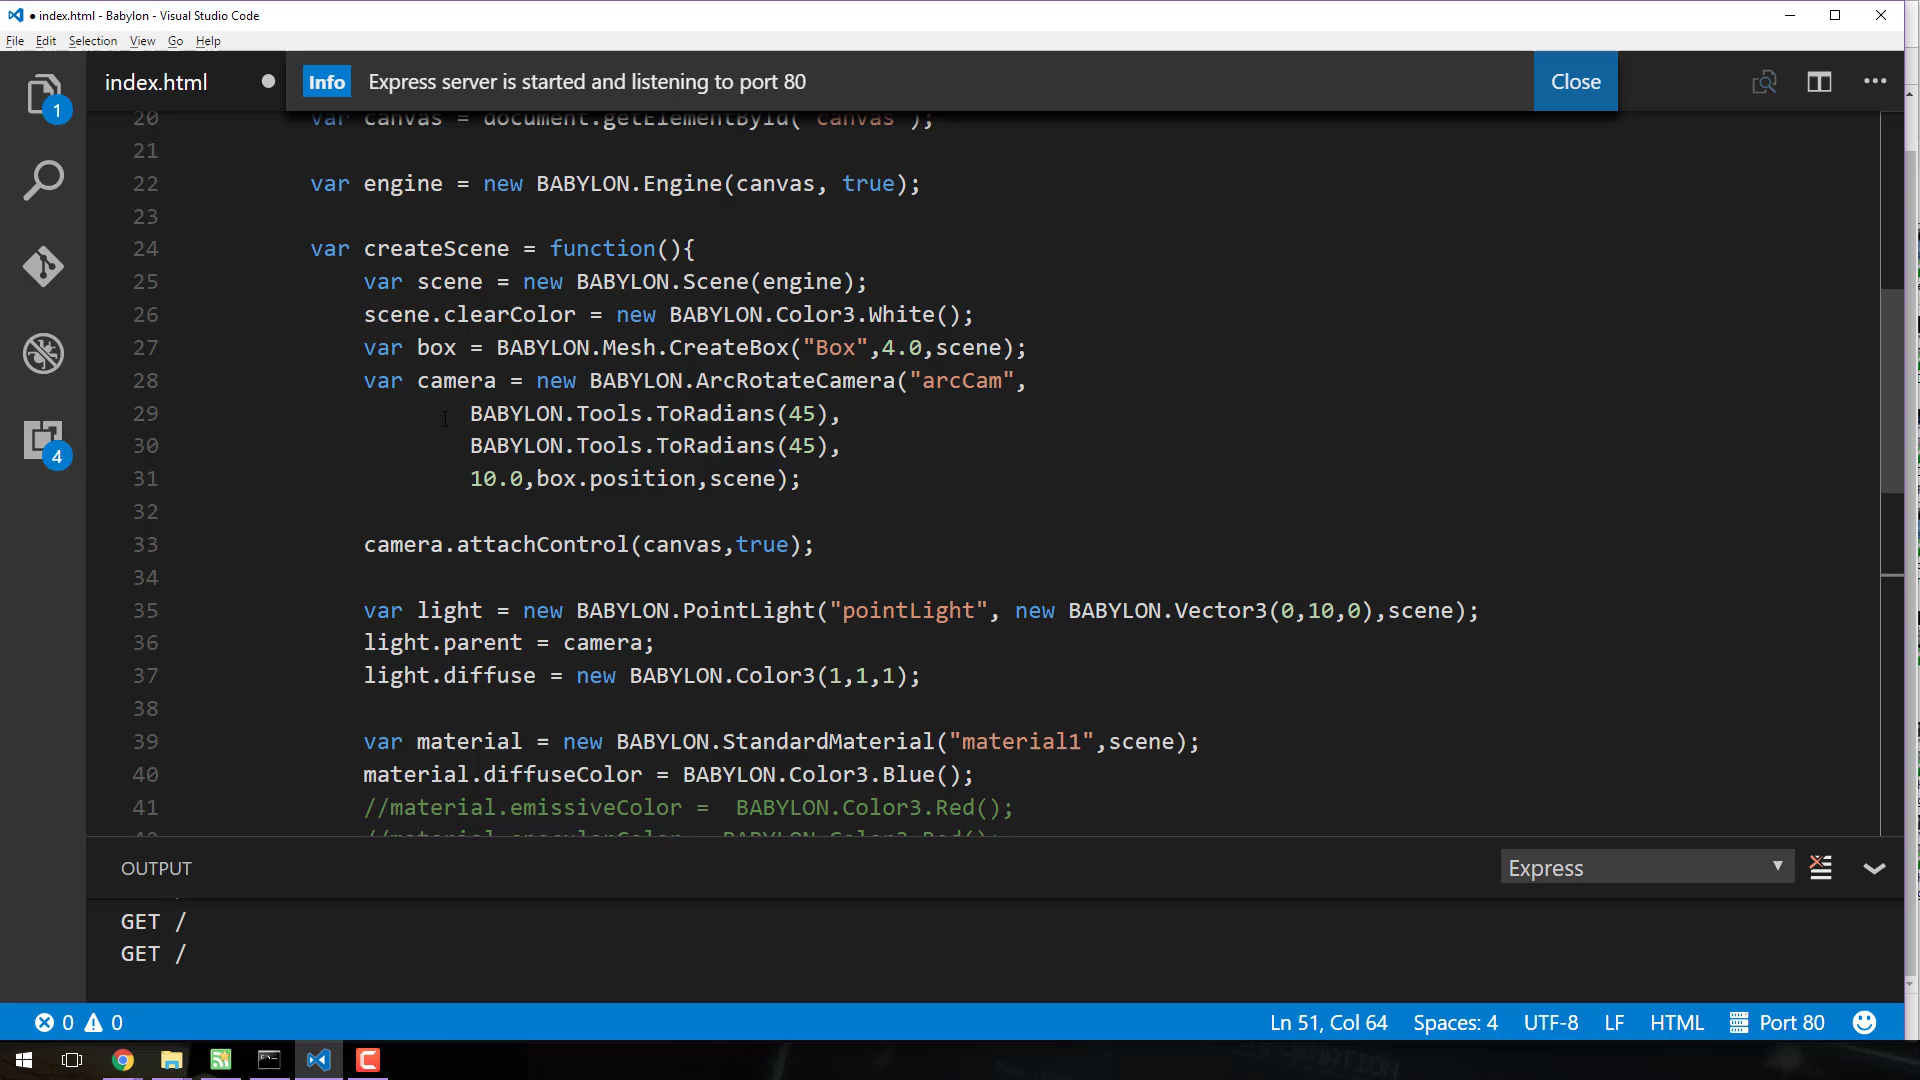 ● index.html - Babylon - Visual Studio Code
File Edit Selection View Go Help
index.html ● Info Express server is started and listening to port 80 Close
20 var canvas = document.getElementById("canvas");
21
22 var engine = new BABYLON.Engine(canvas, true);
23
24 var createScene = function(){
25 var scene = new BABYLON.Scene(engine);
26 scene.clearColor = new BABYLON.Color3.White();
27 var box = BABYLON.Mesh.CreateBox("Box",4.0,scene);
28 var camera = new BABYLON.ArcRotateCamera("arcCam",
29 BABYLON.Tools.ToRadians(45),
30 BABYLON.Tools.ToRadians(45),
31 10.0,box.position,scene);
32
33 camera.attachControl(canvas,true);
34
35 var light = new BABYLON.PointLight("pointLight", new BABYLON.Vector3(0,10,0),scene);
36 light.parent = camera;
37 light.diffuse = new BABYLON.Color3(1,1,1);
38
39 var material = new BABYLON.StandardMaterial("material1",scene);
40 material.diffuseColor = BABYLON.Color3.Blue();
41 //material.emissiveColor =  BABYLON.Color3.Red();
42 //material.specularColor = BABYLON.Color3.Red();
1
4
OUTPUT Express
GET /
GET /
0 0 Ln 51, Col 64 Spaces: 4 UTF-8 LF HTML Port 80